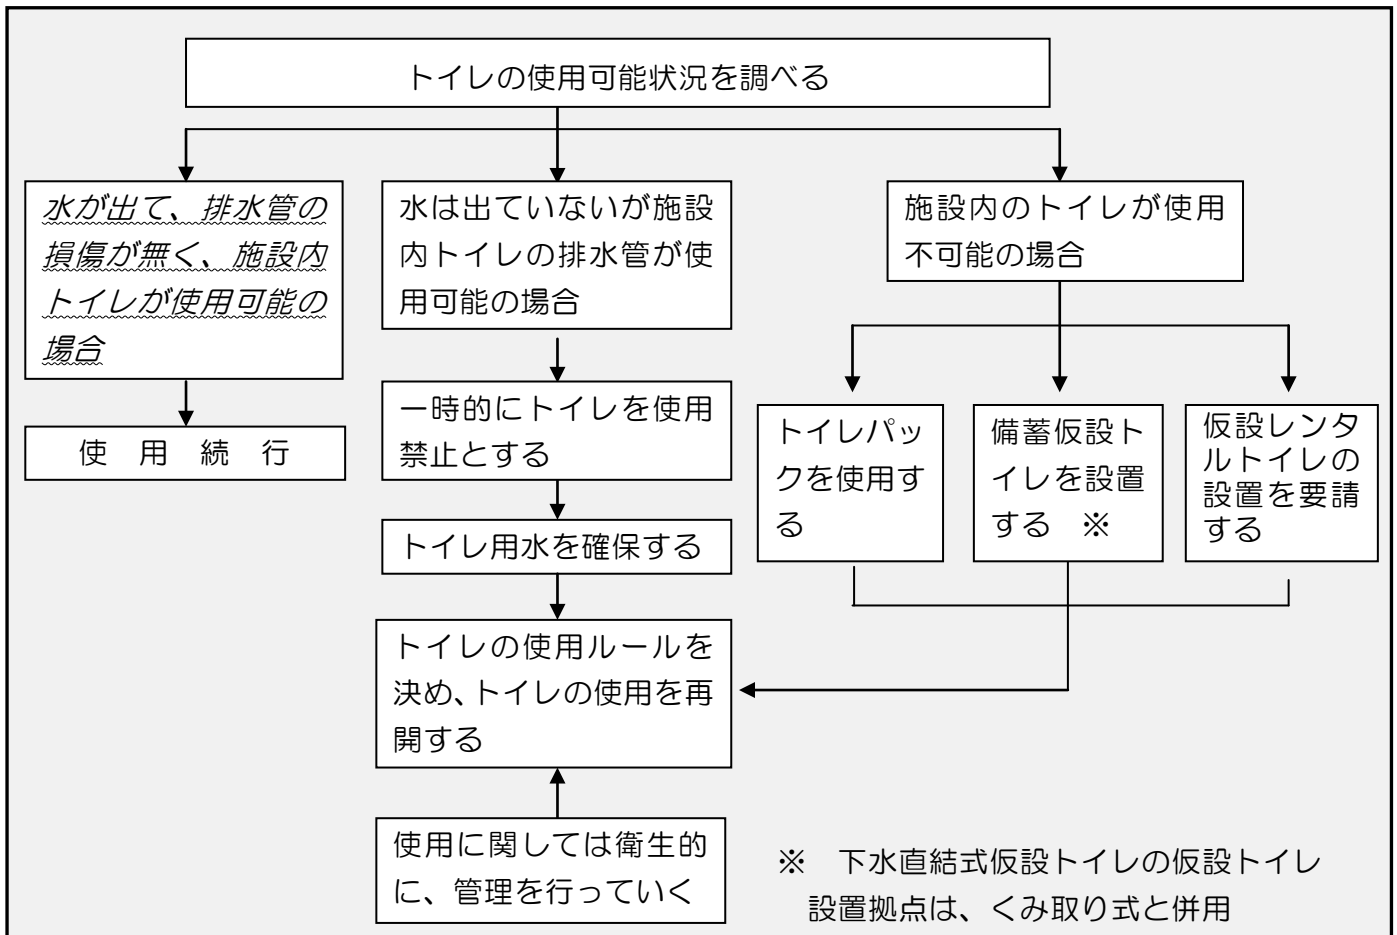 トイレの使用可能状況を調べる
水が出て、排水管の
損傷が無く、施設内
トイレが使用可能の
場合
使　用　続　行
水は出ていないが施設
内トイレの排水管が使
用可能の場合
一時的にトイレを使用
禁止とする
トイレ用水を確保する
トイレの使用ルールを
決め、トイレの使用を再
開する
使用に関しては衛生的
に、管理を行っていく
施設内のトイレが使用
不可能の場合
トイレパッ
クを使用す
る
備蓄仮設ト
イレを設置
する　※
仮設レンタ
ルトイレの
設置を要請
する
※　下水直結式仮設トイレの仮設トイレ
設置拠点は、くみ取り式と併用